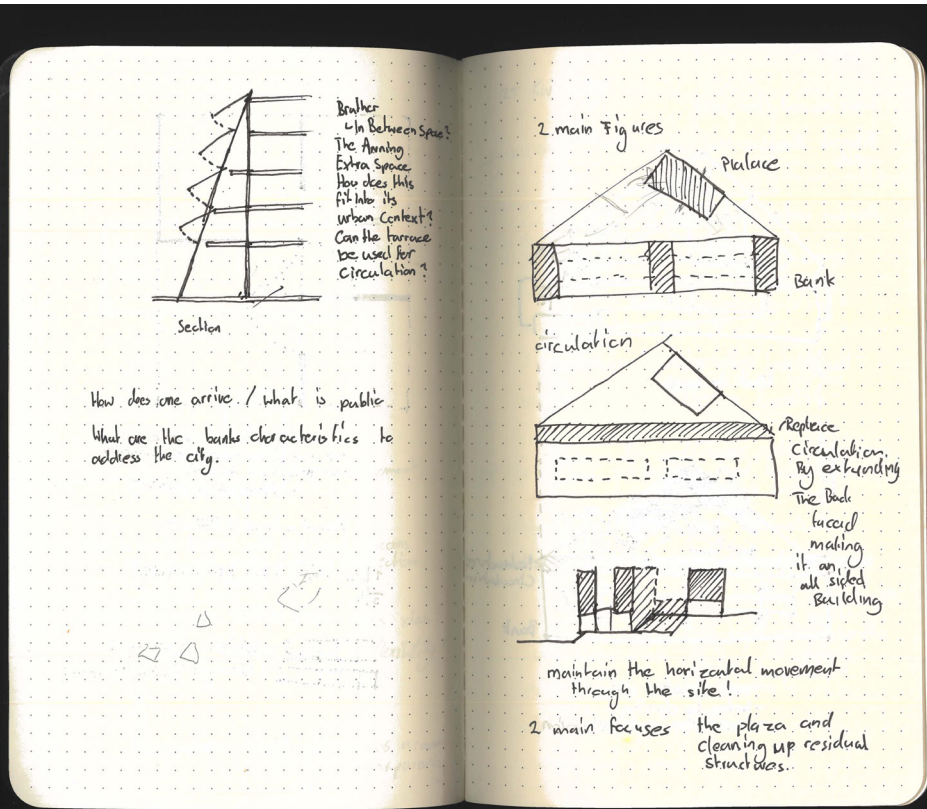 Bruther
↳ In Between Space?
The Awning
Extra Space
How does this
fit into its
urban Context?
Can the tarrace
be used for
Circulation?
Section
How does one arrive / what is public
What are the banks characteristics to
address the city.
2 main Figures
Palace
Bank
circulation
Replace
Circulation.
By extending
The Back
facad
making
it an
all sided
Building
maintain the horizontal movement
through the site!
2 main focuses the plaza and
cleaning up residual
structures.